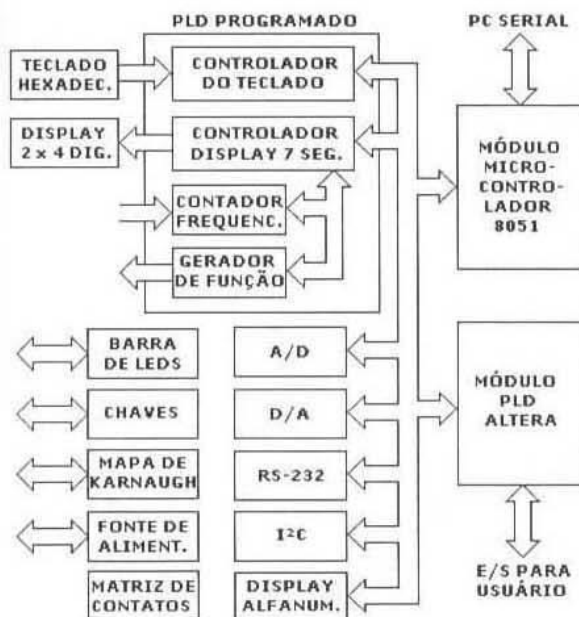 PLD PROGRAMADO
PC SERIAL
TECLADO
HEXADEC.
CONTROLADOR
DO TECLADO
DISPLAY
2 x 4 DIG.
CONTROLADOR
DISPLAY 7 SEG.
MÓDULO
MICRO-
CONTRO-
LADOR
8051
CONTADOR
FREQUENC.
GERADOR
DE FUNÇÃO
BARRA
DE LEDS
A/D
MÓDULO
PLD
ALTERA
CHAVES
D/A
MAPA DE
KARNAUGH
RS-232
FONTE DE
ALIMENT.
I²C
MATRIZ DE
CONTATOS
DISPLAY
ALFANUM.
E/S PARA
USUÁRIO